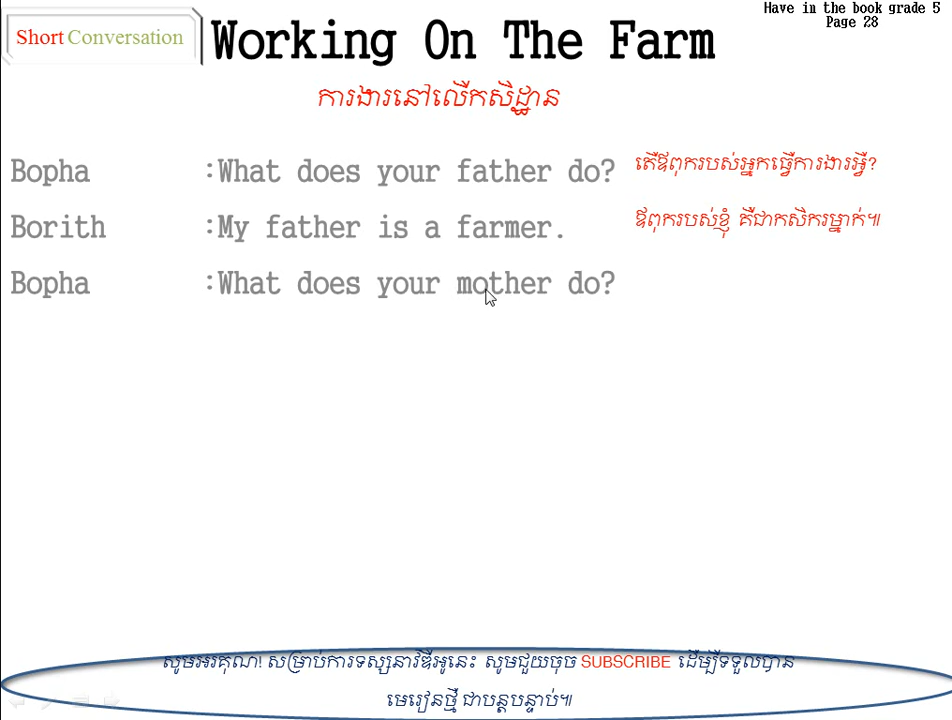 Short Conversation
Working On The Farm
Have in the book grade 5
Page 28
ការងារនៅលើកសិដ្ឋាន
Bopha :What does your father do? តើឪពុករបស់អ្នកធ្វើការងារអ្វី?
Borith :My father is a farmer. ឪពុករបស់ខ្ញុំ គឺជាកសិករម្នាក់៕
Bopha :What does your mother do?
សូមអរគុណ! សម្រាប់ការទស្សនាវីឌីអូនេះ សូមជួយចុច SUBSCRIBE ដើម្បីទទួលបាន
មេរៀនថ្មី ជាបន្តបន្ទាប់៕